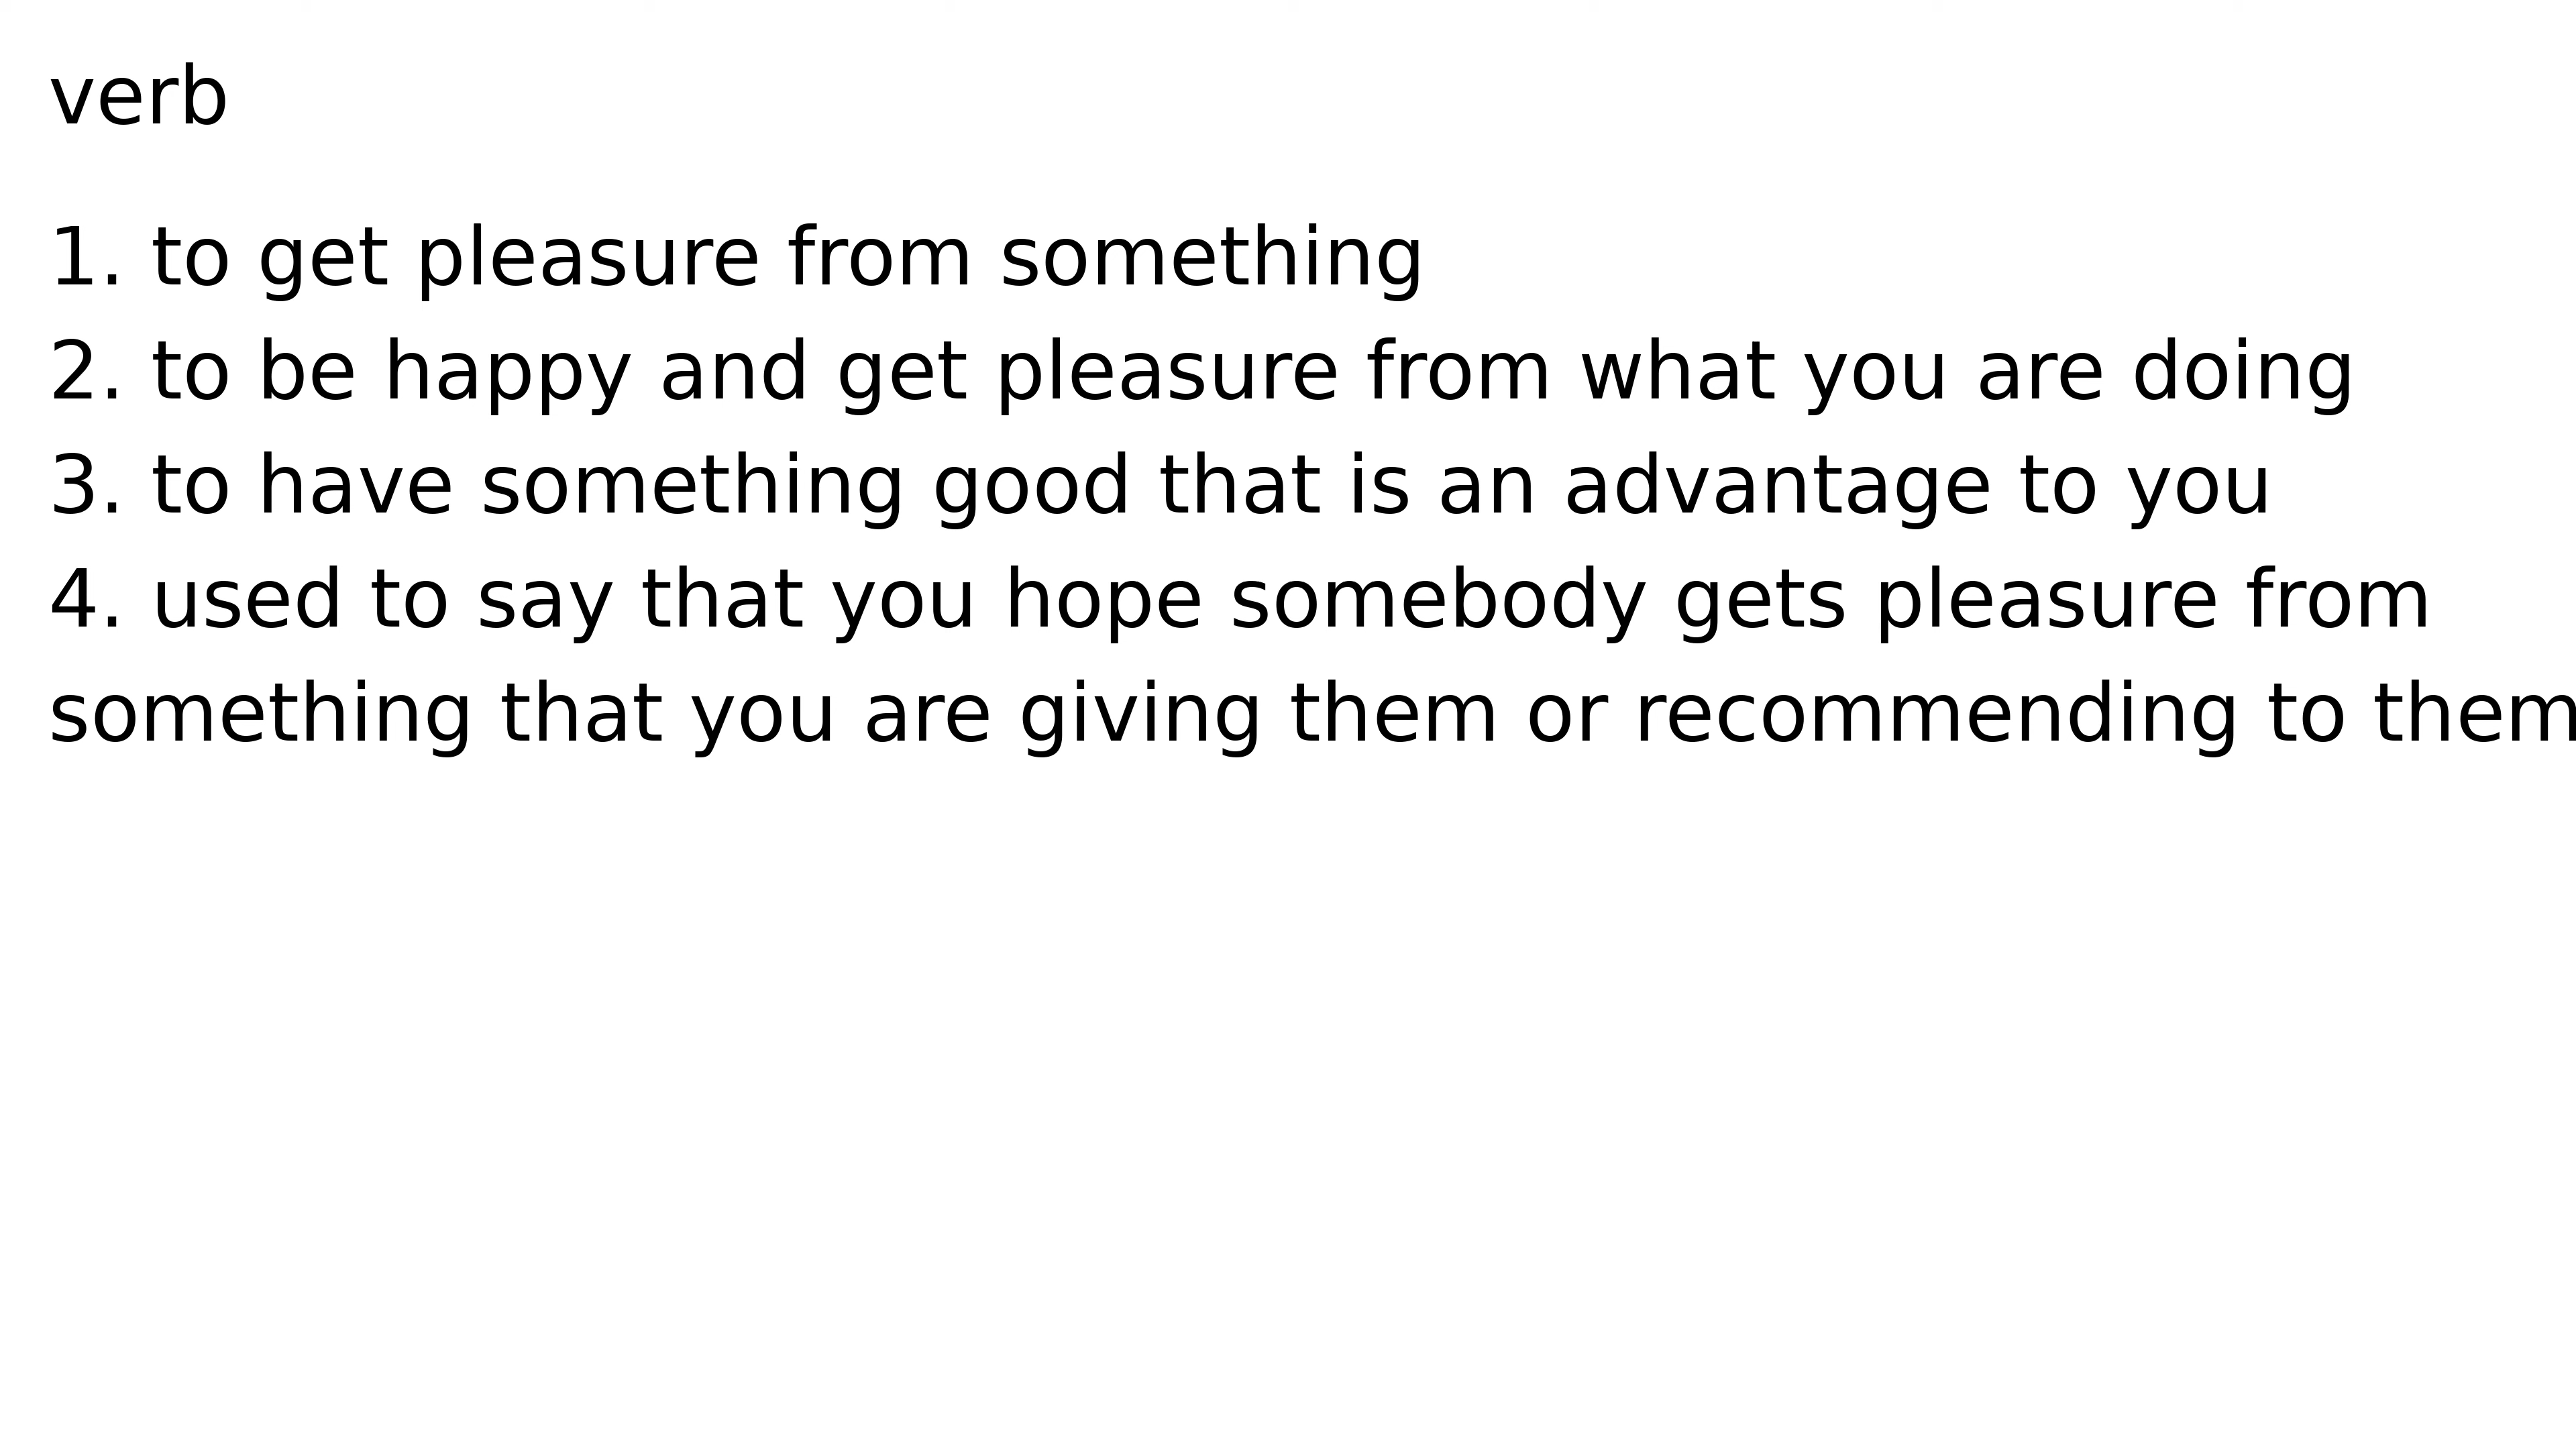 verb
1. to get pleasure from something
2. to be happy and get pleasure from what you are doing
3. to have something good that is an advantage to you
4. used to say that you hope somebody gets pleasure from
something that you are giving them or recommending to them